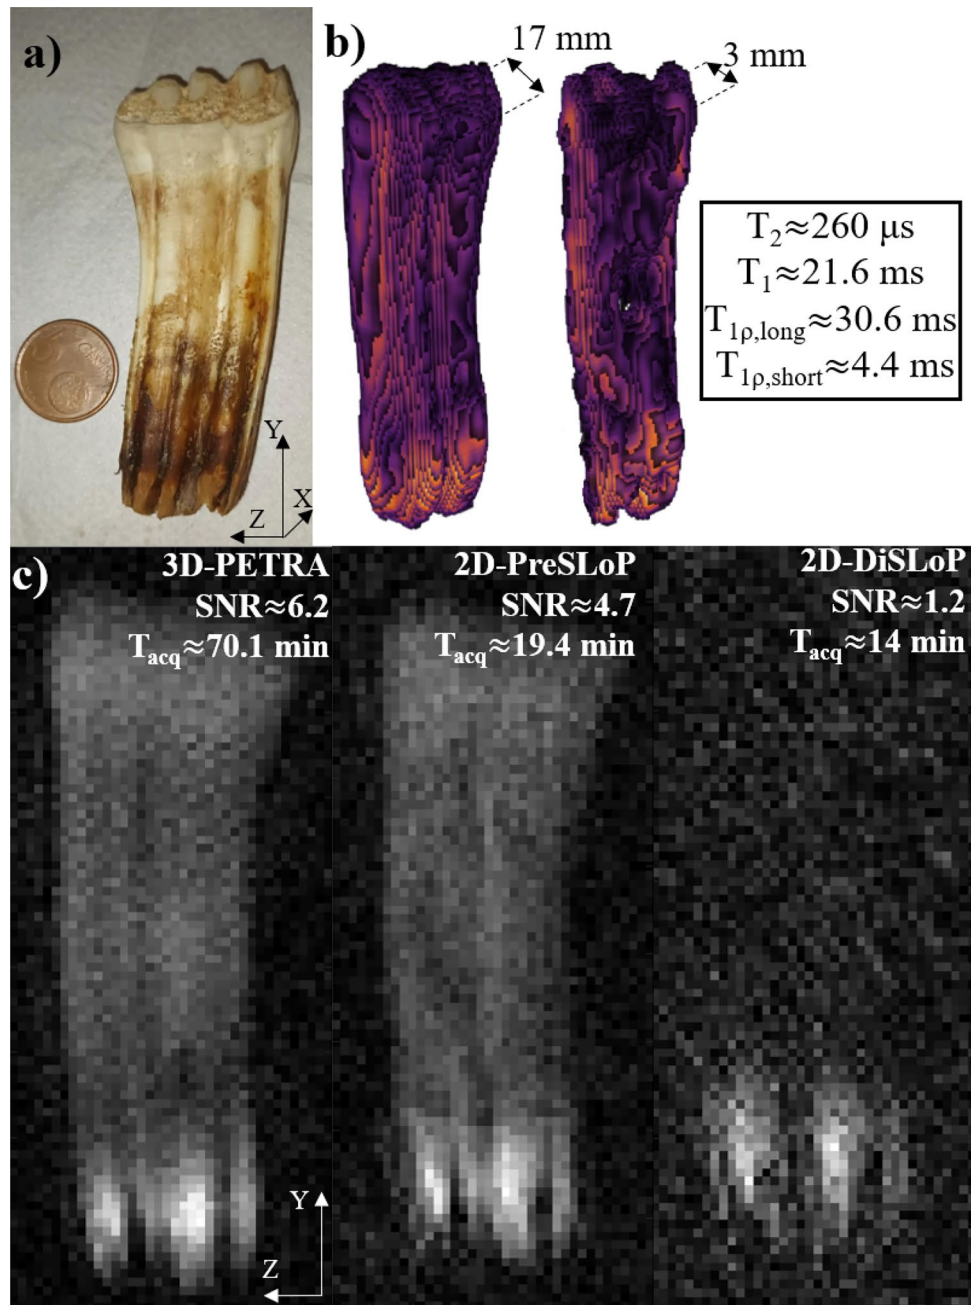 a)
Y
X
Z
b)
17 mm
3 mm
T₂≈260 μs
T₁≈21.6 ms
T₁ρ,long≈30.6 ms
T₁ρ,short≈4.4 ms
c)
3D-PETRA
SNR≈6.2
Tacq≈70.1 min
Y
Z
2D-PreSLoP
SNR≈4.7
Tacq≈19.4 min
2D-DiSLoP
SNR≈1.2
Tacq≈14 min